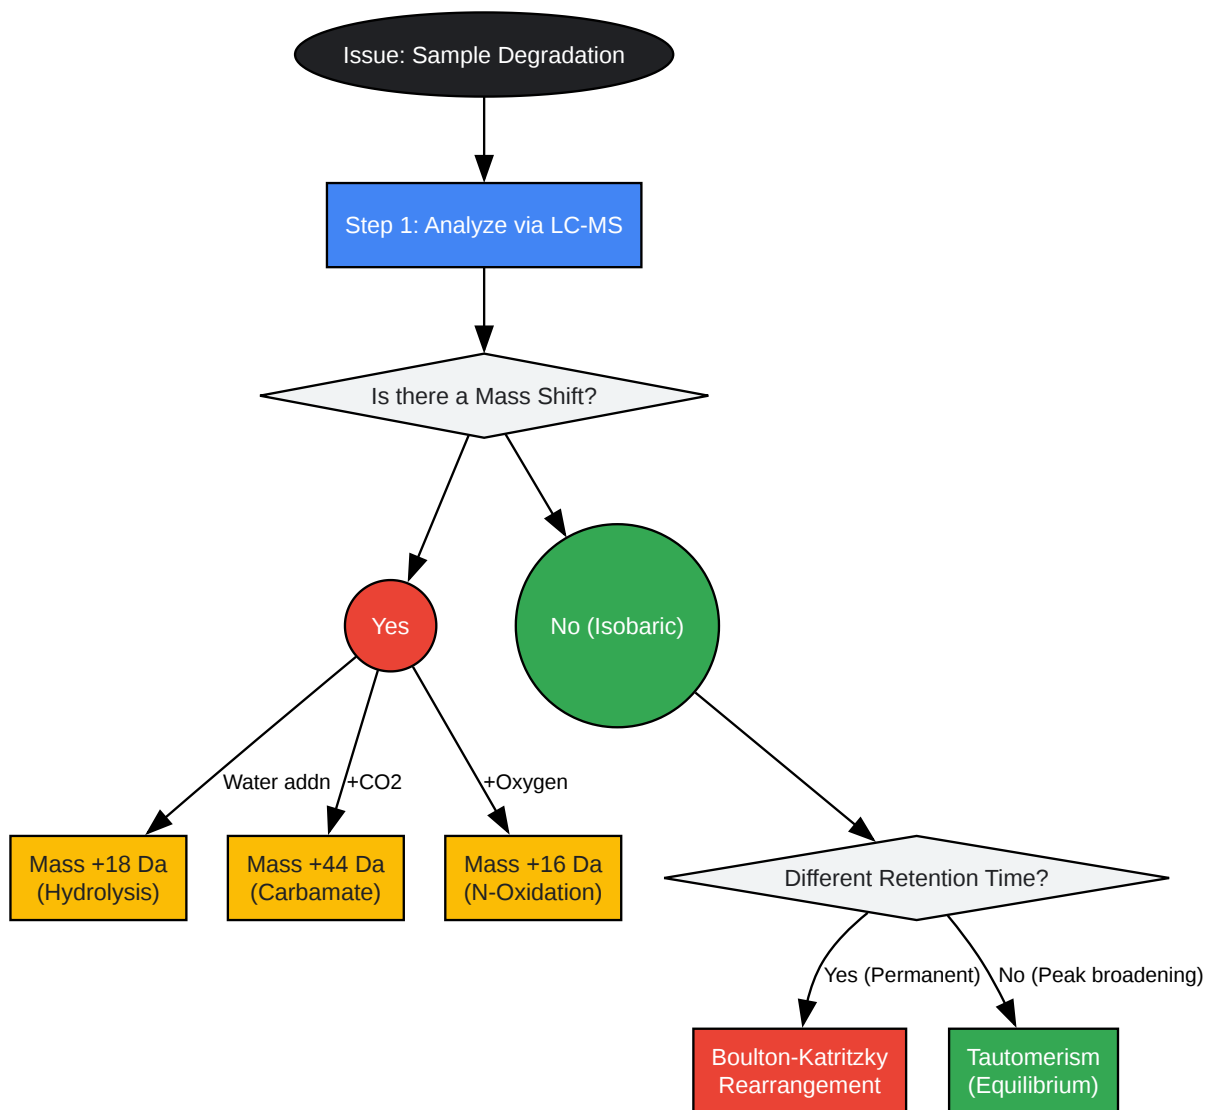 Issue: Sample Degradation
Step 1: Analyze via LC-MS
Is there a Mass Shift?
Yes
No (Isobaric)
Water addn
+CO2
+Oxygen
Mass +18 Da
(Hydrolysis)
Mass +44 Da
(Carbamate)
Mass +16 Da
(N-Oxidation)
Different Retention Time?
Yes (Permanent)
No (Peak broadening)
Boulton-Katritzky
Rearrangement
Tautomerism
(Equilibrium)